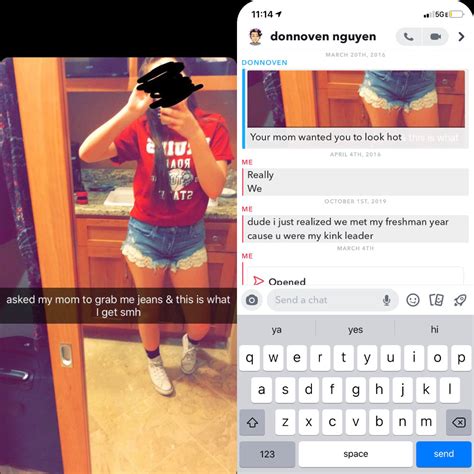 asked my mom to grab me jeans & this is what
I get smh
11:14
5GE
donnoven nguyen
MARCH 20TH, 2016
DONNOVEN
Your mom wanted you to look hot this is what
APRIL 4TH, 2016
ME
Really
We
OCTOBER 1ST, 2019
ME
dude i just realized we met my freshman year
cause u were my kink leader
MARCH 4TH
ME
Opened
Send a chat
ya yes hi
q w e r t y u i o p
a s d f g h j k l
z x c v b n m
123 space send